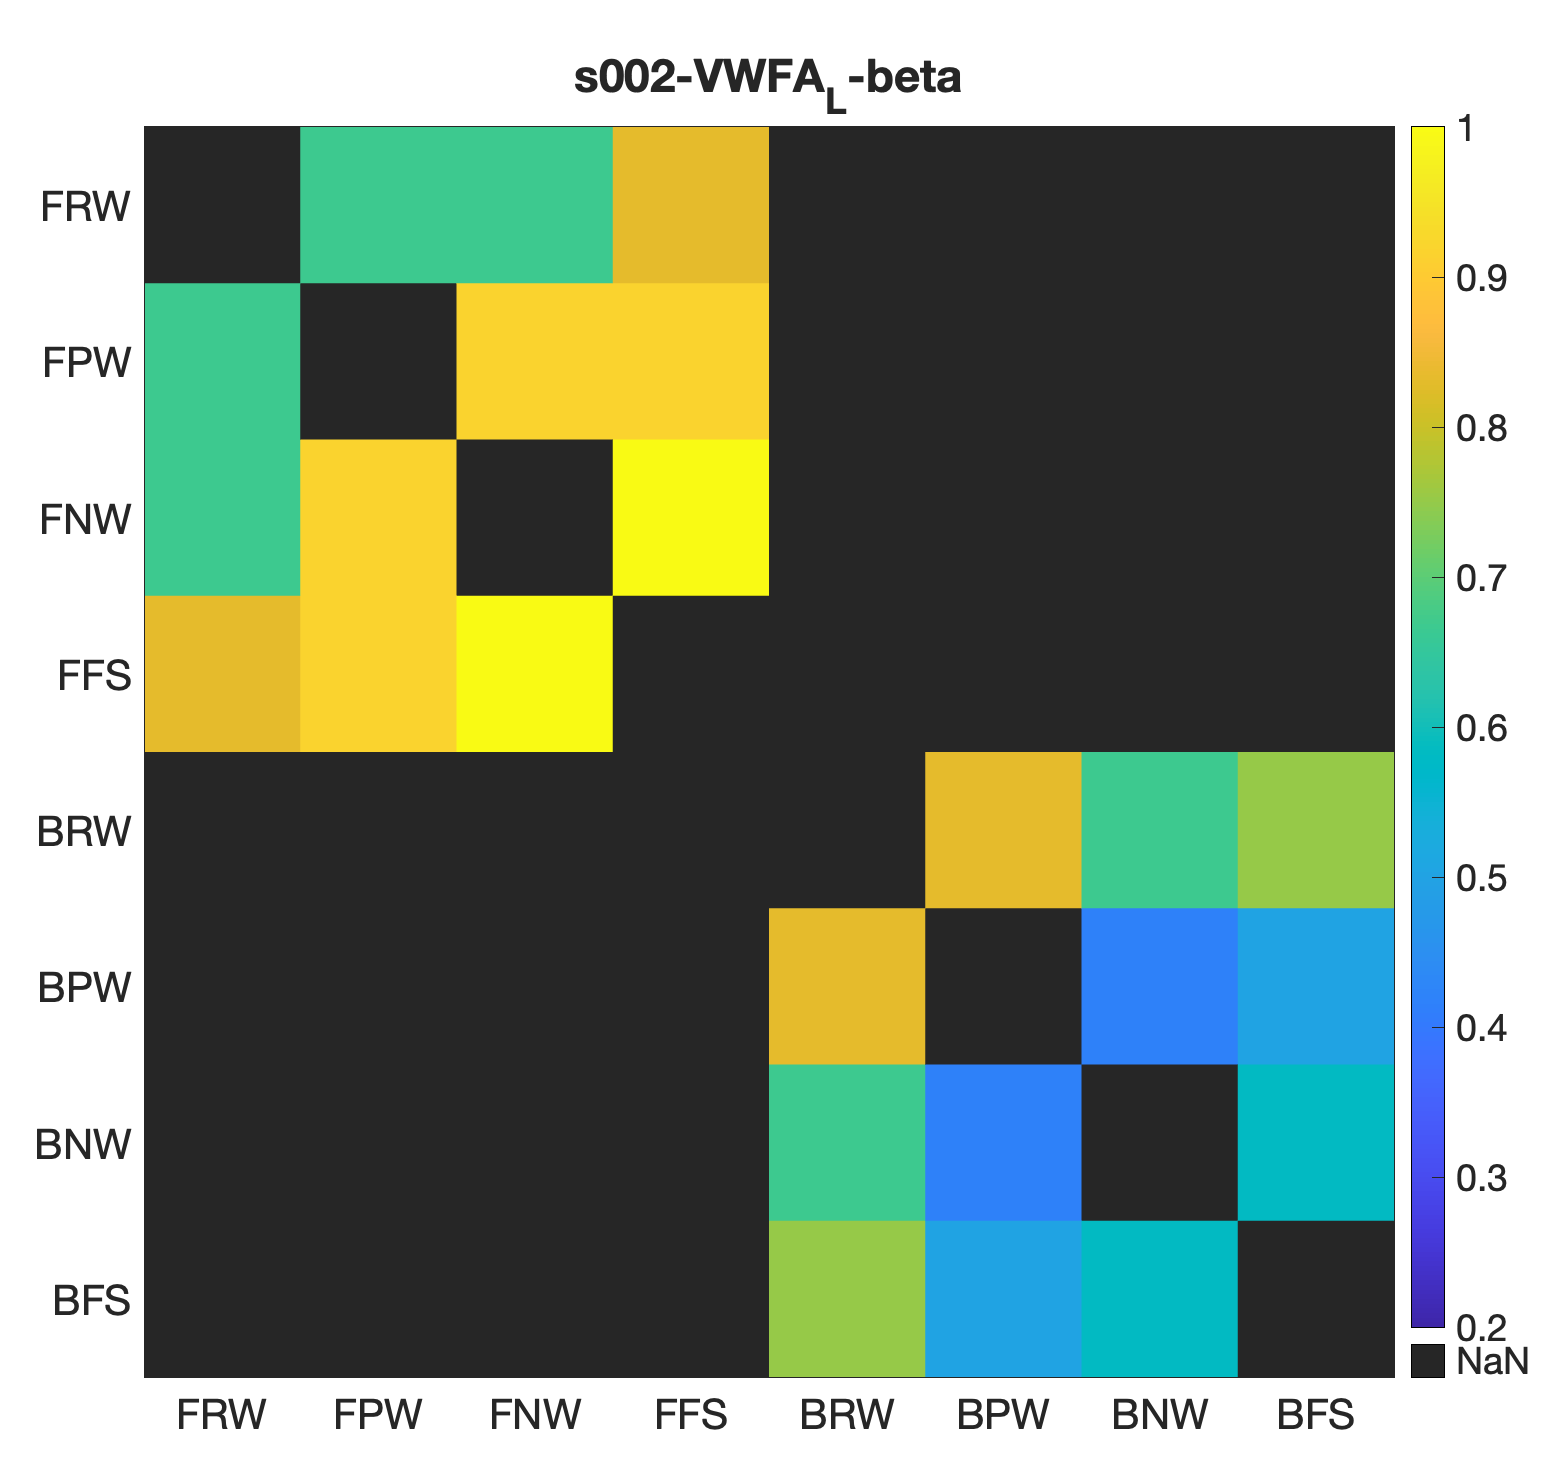 s002-VWFA_L-beta
FRW
FPW
FNW
FFS
BRW
BPW
BNW
BFS
FRW FPW FNW FFS BRW BPW BNW BFS
1
0.9
0.8
0.7
0.6
0.5
0.4
0.3
0.2
NaN